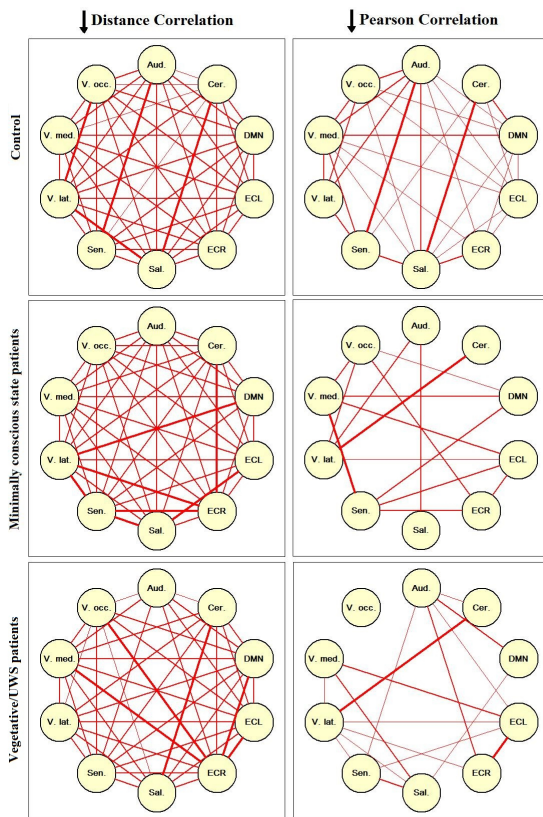 Distance Correlation
Pearson Correlation
Control
Aud.
V. occ.
Cer.
V. med.
DMN
V. lat.
ECL
Sen.
ECR
Sal.
Aud.
V. occ.
Cer.
V. med.
DMN
V. lat.
ECL
Sen.
ECR
Sal.
Minimally conscious state patients
Aud.
V. occ.
Cer.
V. med.
DMN
V. lat.
ECL
Sen.
ECR
Sal.
Aud.
V. occ.
Cer.
V. med.
DMN
V. lat.
ECL
Sen.
ECR
Sal.
Vegetative/UWS patients
Aud.
V. occ.
Cer.
V. med.
DMN
V. lat.
ECL
Sen.
ECR
Sal.
Aud.
V. occ.
Cer.
V. med.
DMN
V. lat.
ECL
Sen.
ECR
Sal.